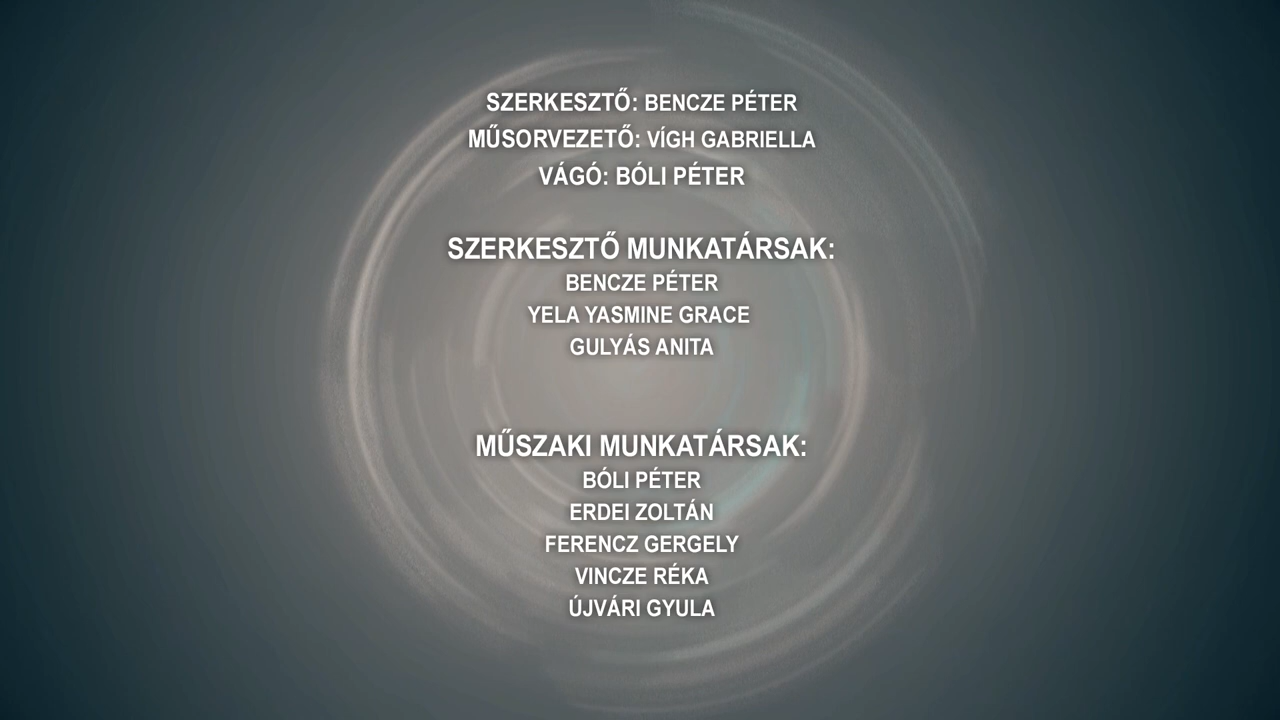 SZERKESZTŐ: BENCZE PÉTER
MŰSORVEZETŐ: VÍGH GABRIELLA
VÁGÓ: BÓLI PÉTER
SZERKESZTŐ MUNKATÁRSAK:
BENCZE PÉTER
YELA YASMINE GRACE
GULYÁS ANITA
MŰSZAKI MUNKATÁRSAK:
BÓLI PÉTER
ERDEI ZOLTÁN
FERENCZ GERGELY
VINCZE RÉKA
ÚJVÁRI GYULA